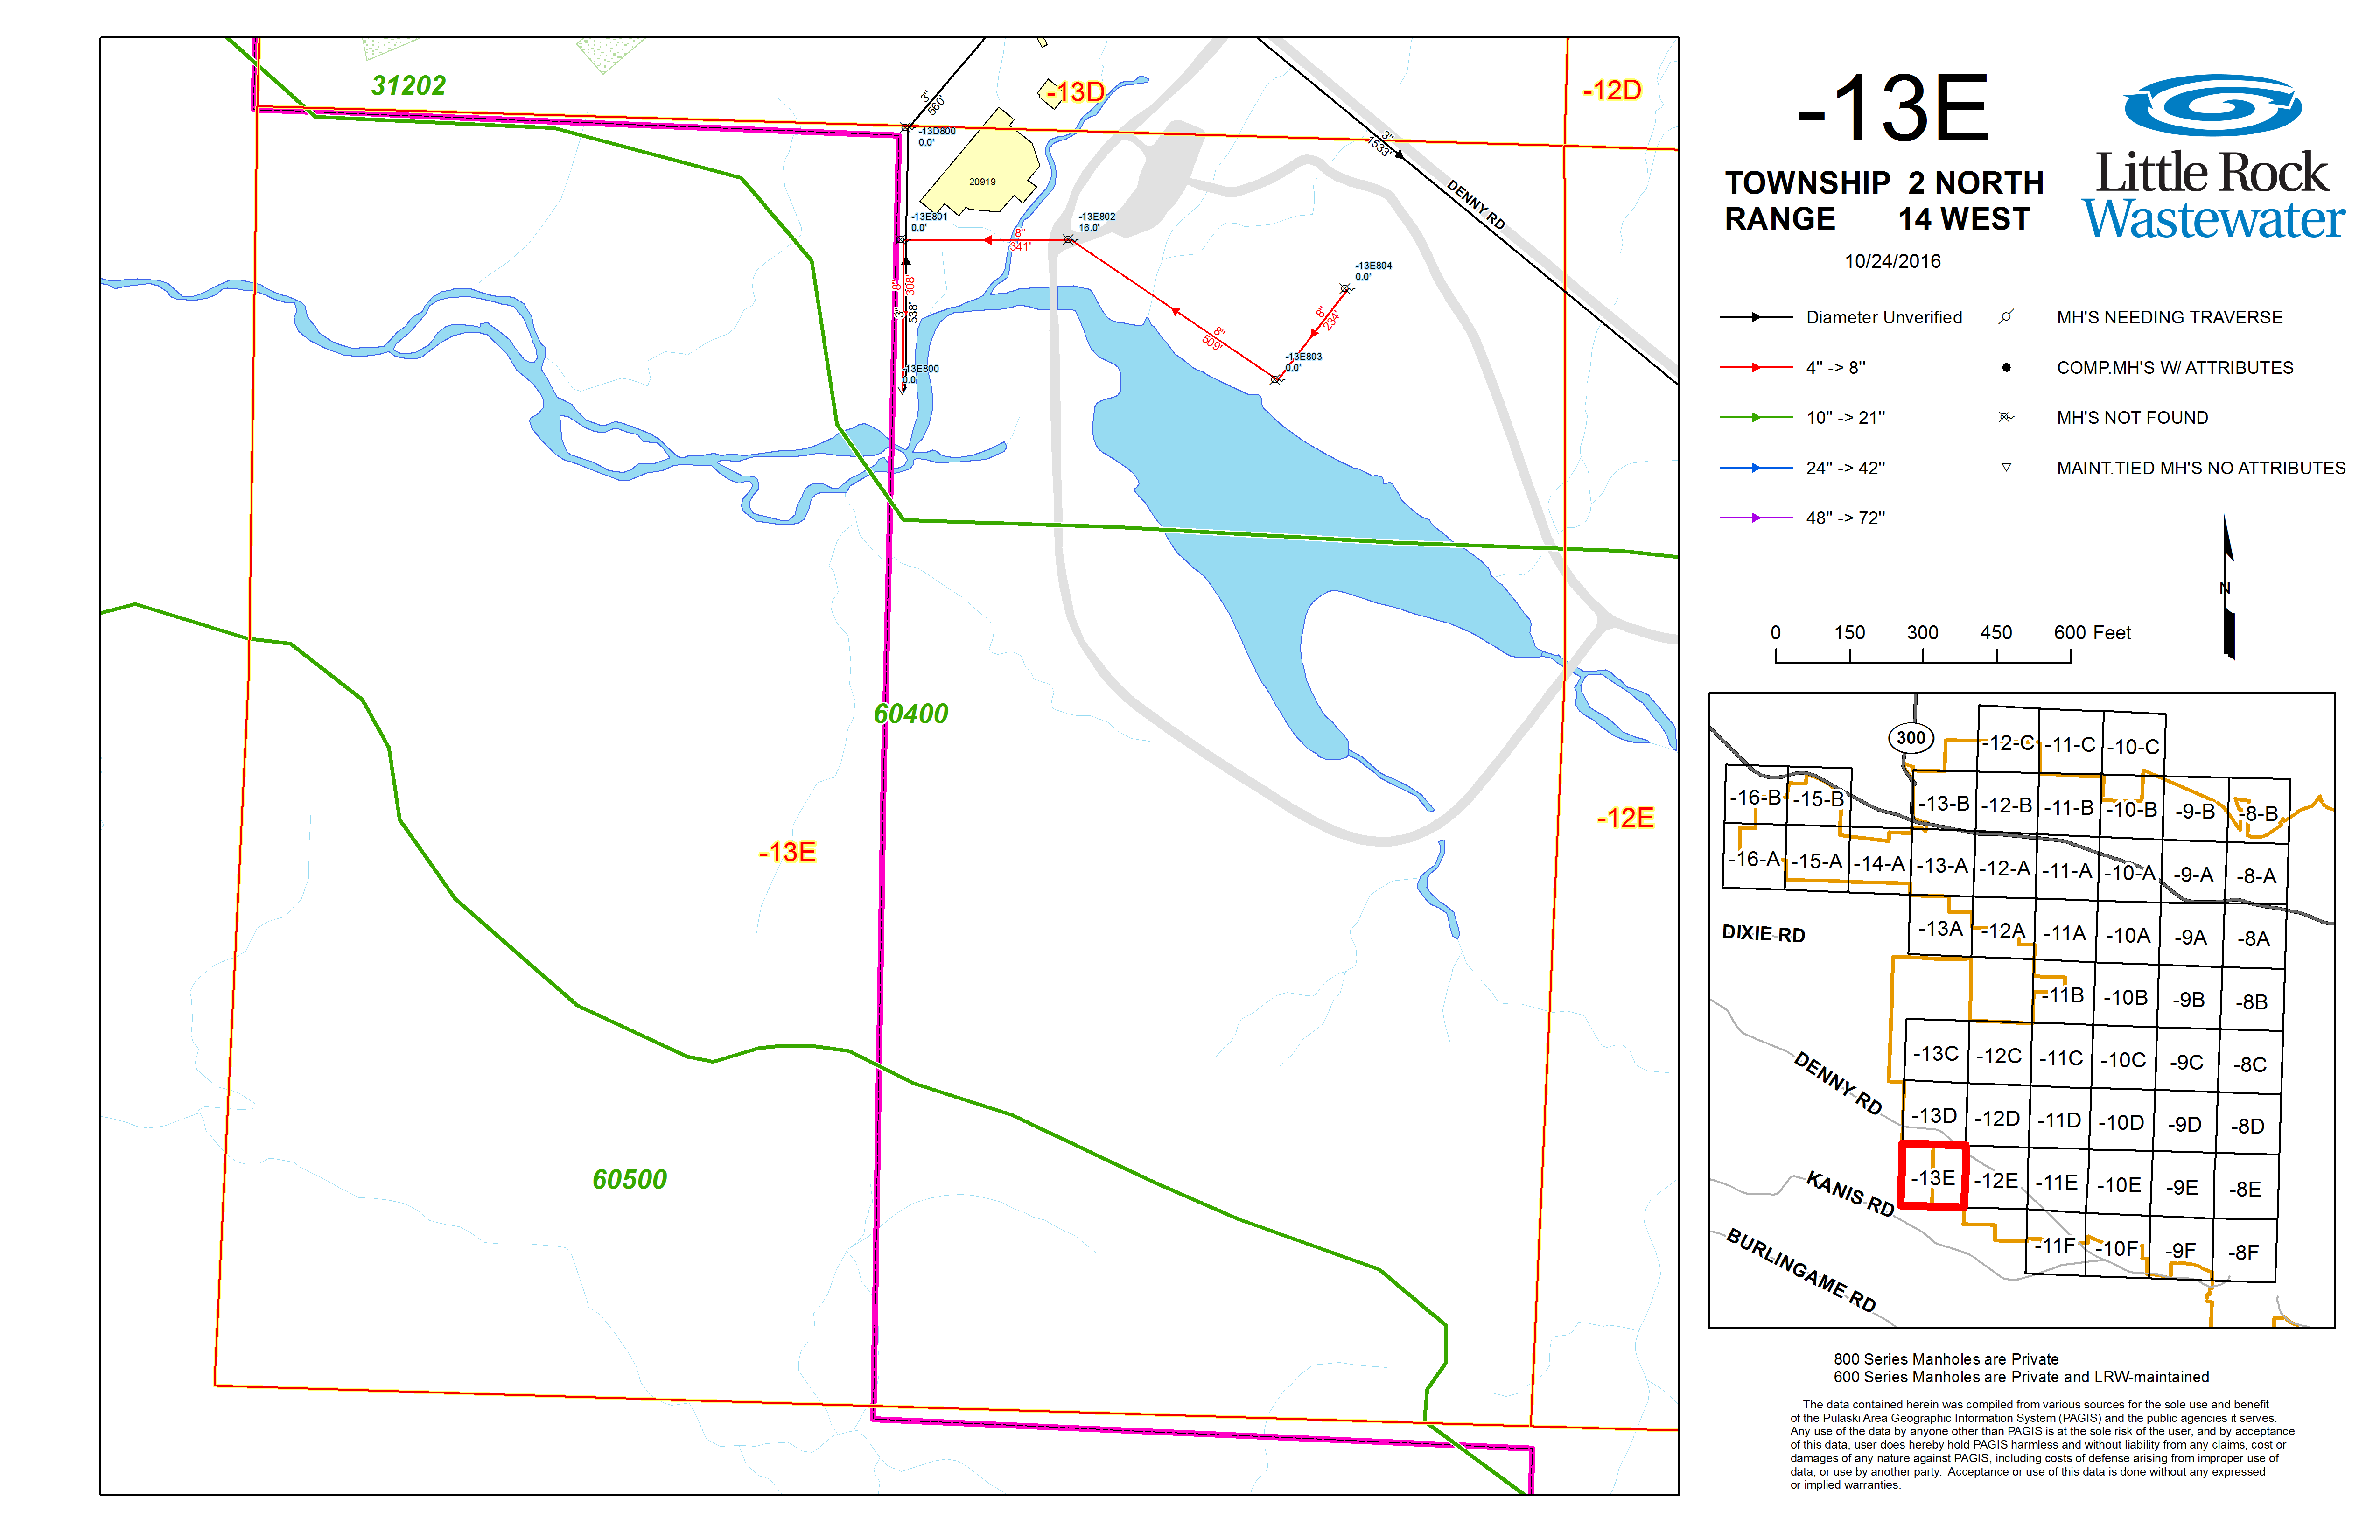 31202
-13D
-12D
3"
560'
-13D800
0.0'
20919
3"
1533'
DENNY RD
-13E801
0.0'
-13E802
16.0'
8"
341'
8"
308'
3"
538'
-13E800
0.0'
8"
509'
8"
234'
-13E804
0.0'
-13E803
0.0'
60400
-13E
-12E
60500
-13E
TOWNSHIP 2 NORTH
RANGE 14 WEST
10/24/2016
Little Rock
Wastewater
Diameter Unverified
4" -> 8"
10" -> 21"
24" -> 42"
48" -> 72"
MH'S NEEDING TRAVERSE
COMP.MH'S W/ ATTRIBUTES
MH'S NOT FOUND
MAINT.TIED MH'S NO ATTRIBUTES
N
0 150 300 450 600 Feet
300
-12-C -11-C -10-C
-16-B -15-B -13-B -12-B -11-B -10-B -9-B -8-B
-16-A -15-A -14-A -13-A -12-A -11-A -10-A -9-A -8-A
DIXIE RD
-13A -12A -11A -10A -9A -8A
-11B -10B -9B -8B
-13C -12C -11C -10C -9C -8C
DENNY RD
-13D -12D -11D -10D -9D -8D
KANIS RD
-13E -12E -11E -10E -9E -8E
BURLINGAME RD
-11F -10F -9F -8F
800 Series Manholes are Private
600 Series Manholes are Private and LRW-maintained
The data contained herein was compiled from various sources for the sole use and benefit
of the Pulaski Area Geographic Information System (PAGIS) and the public agencies it serves.
Any use of the data by anyone other than PAGIS is at the sole risk of the user, and by acceptance
of this data, user does hereby hold PAGIS harmless and without liability from any claims, cost or
damages of any nature against PAGIS, including costs of defense arising from improper use of
data, or use by another party. Acceptance or use of this data is done without any expressed
or implied warranties.